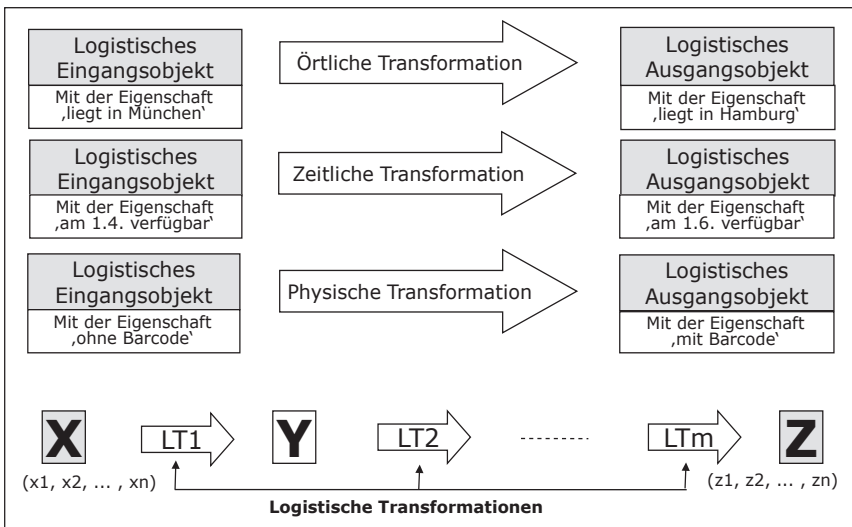 Logistisches
Eingangsobjekt
Mit der Eigenschaft
‚liegt in München‘
Örtliche Transformation
Logistisches
Ausgangsobjekt
Mit der Eigenschaft
‚liegt in Hamburg‘
Logistisches
Eingangsobjekt
Mit der Eigenschaft
‚am 1.4. verfügbar‘
Zeitliche Transformation
Logistisches
Ausgangsobjekt
Mit der Eigenschaft
‚am 1.6. verfügbar‘
Logistisches
Eingangsobjekt
Mit der Eigenschaft
‚ohne Barcode‘
Physische Transformation
Logistisches
Ausgangsobjekt
Mit der Eigenschaft
‚mit Barcode‘
X LT1 Y LT2 LTm Z
(x1, x2, ... , xn) (z1, z2, ... , zn)
Logistische Transformationen